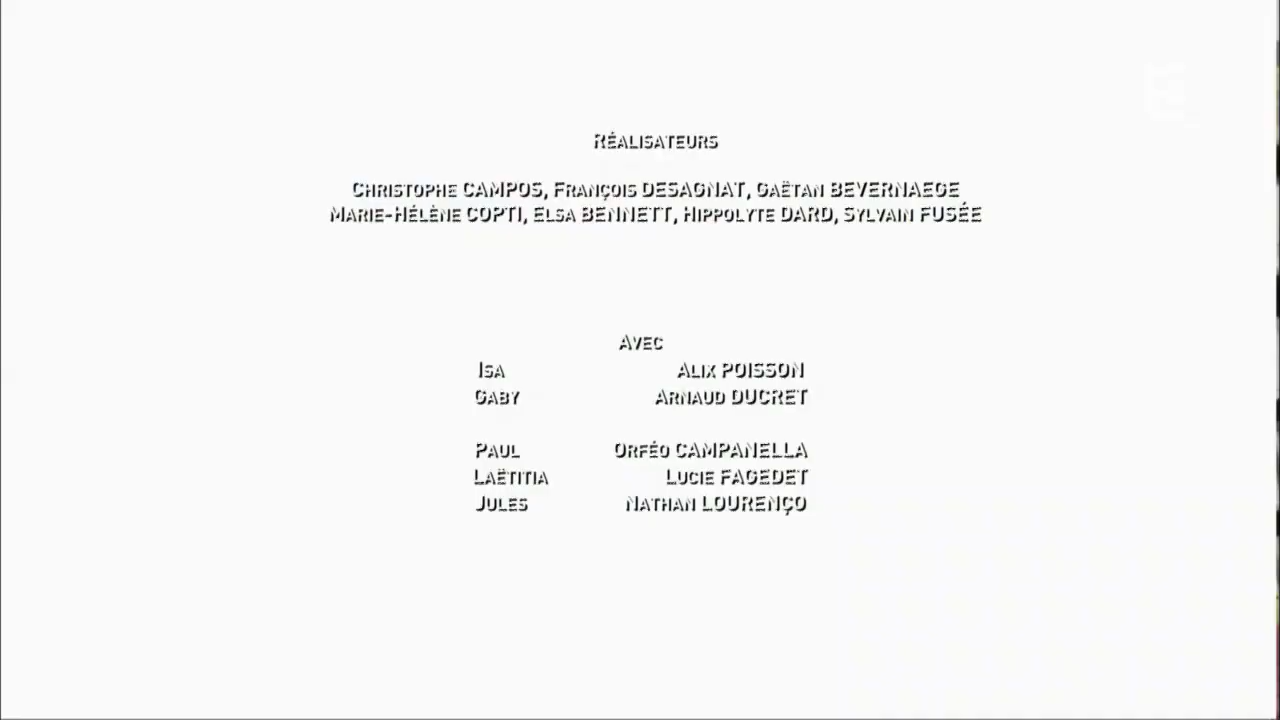 Réalisateurs
Christophe CAMPOS, François DESAGNAT, Gaëtan BEVERNAEGE
Marie-Hélène COPTI, Elsa BENNETT, Hippolyte DARD, Sylvain FUSÉE
Avec
Isa Alix POISSON
Gaby Arnaud DUCRET
Paul Orféo CAMPANELLA
Laëtitia Lucie FAGEDET
Jules Nathan LOURENÇO